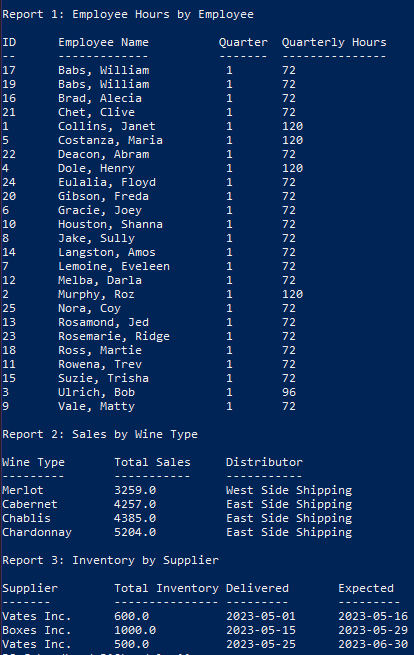 Report 1: Employee Hours by Employee
ID Employee Name Quarter Quarterly Hours
-- ------------- ------- ---------------
17 Babs, William 1 72
19 Babs, William 1 72
16 Brad, Alecia 1 72
21 Chet, Clive 1 72
1 Collins, Janet 1 120
5 Costanza, Maria 1 120
22 Deacon, Abram 1 72
4 Dole, Henry 1 120
24 Eulalia, Floyd 1 72
20 Gibson, Freda 1 72
6 Gracie, Joey 1 72
10 Houston, Shanna 1 72
8 Jake, Sully 1 72
14 Langston, Amos 1 72
7 Lemoine, Eveleen 1 72
12 Melba, Darla 1 72
2 Murphy, Roz 1 120
25 Nora, Coy 1 72
13 Rosamond, Jed 1 72
23 Rosemarie, Ridge 1 72
18 Ross, Martie 1 72
11 Rowena, Trev 1 72
15 Suzie, Trisha 1 72
3 Ulrich, Bob 1 96
9 Vale, Matty 1 72
Report 2: Sales by Wine Type
Wine Type Total Sales Distributor
--------- ----------- -----------
Merlot 3259.0 West Side Shipping
Cabernet 4257.0 East Side Shipping
Chablis 4385.0 East Side Shipping
Chardonnay 5204.0 East Side Shipping
Report 3: Inventory by Supplier
Supplier Total Inventory Delivered Expected
------- --------------- --------- --------
Vates Inc. 600.0 2023-05-01 2023-05-16
Boxes Inc. 1000.0 2023-05-15 2023-05-29
Vates Inc. 500.0 2023-05-25 2023-06-30